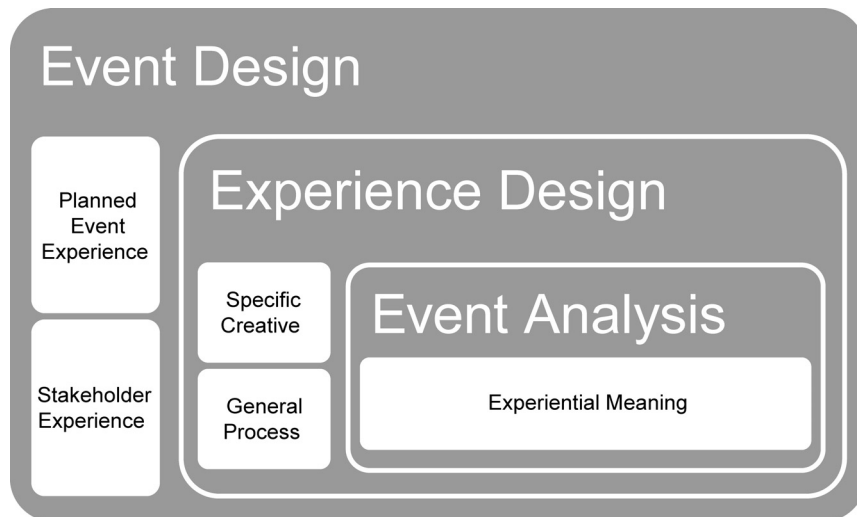 Event Design
Planned
Event
Experience
Stakeholder
Experience
Experience Design
Specific
Creative
General
Process
Event Analysis
Experiential Meaning